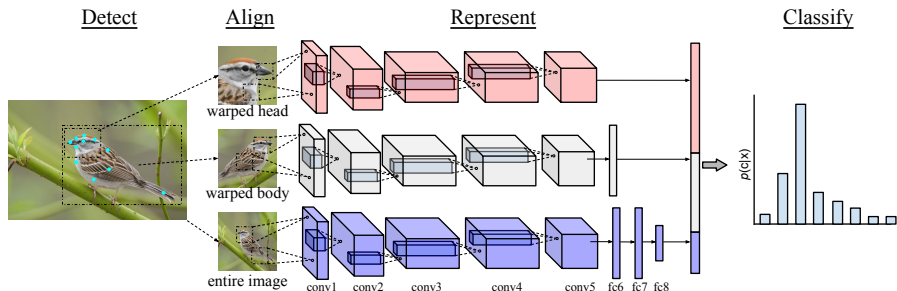 Detect Align Represent Classify
warped head
warped body
entire image
conv1 conv2 conv3 conv4 conv5 fc6 fc7 fc8
p(c|x)